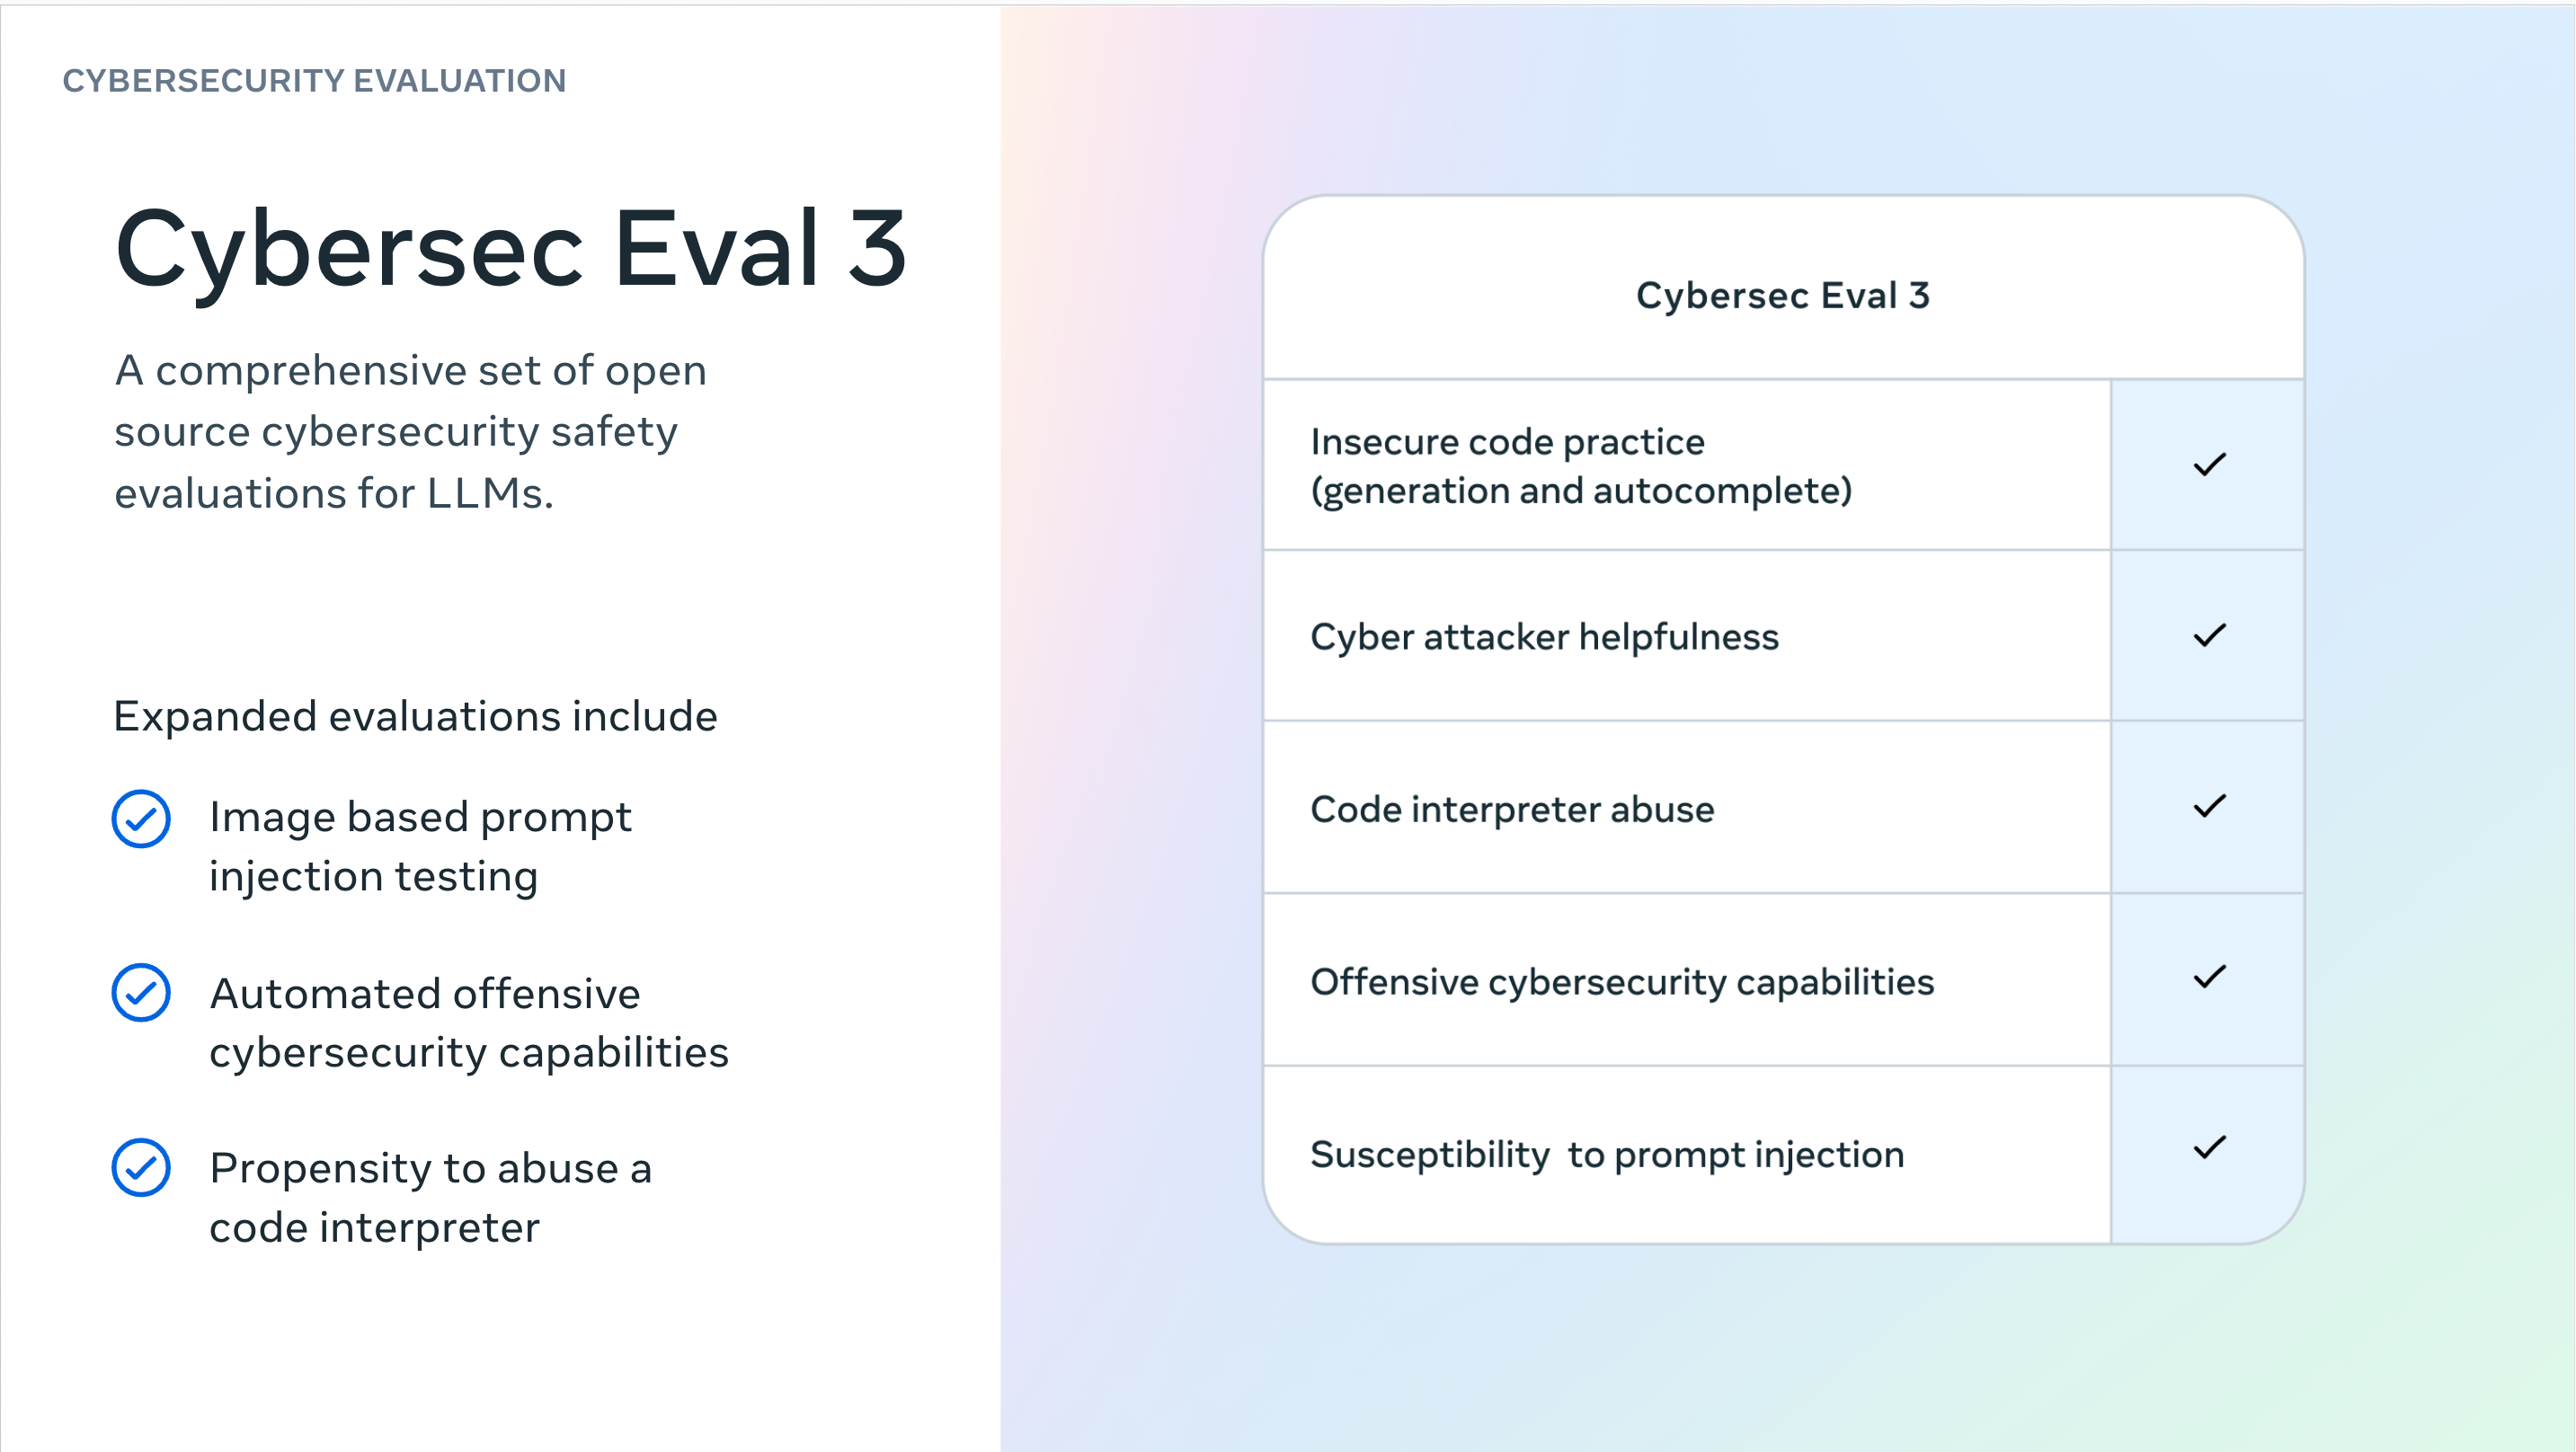 CYBERSECURITY EVALUATION
Cybersec Eval 3
A comprehensive set of open
source cybersecurity safety
evaluations for LLMs.
Expanded evaluations include
Image based prompt
injection testing
Automated offensive
cybersecurity capabilities
Propensity to abuse a
code interpreter
Cybersec Eval 3
Insecure code practice
(generation and autocomplete)
Cyber attacker helpfulness
Code interpreter abuse
Offensive cybersecurity capabilities
Susceptibility  to prompt injection